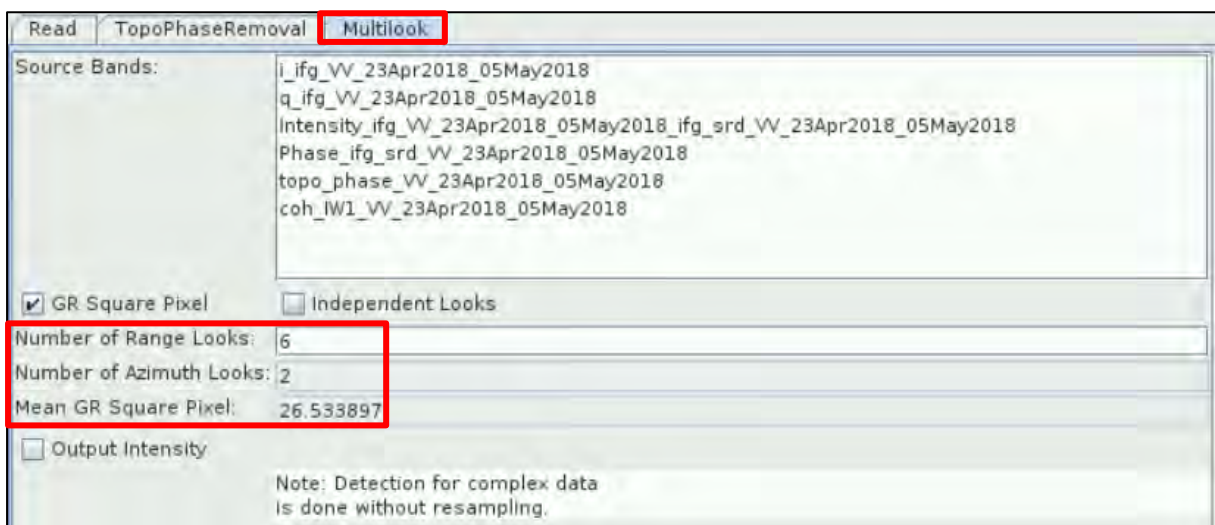 Read TopoPhaseRemoval Multilook
Source Bands:
i_ifg_VV_23Apr2018_05May2018
q_ifg_VV_23Apr2018_05May2018
Intensity_ifg_VV_23Apr2018_05May2018_ifg_srd_VV_23Apr2018_05May2018
Phase_ifg_srd_VV_23Apr2018_05May2018
topo_phase_VV_23Apr2018_05May2018
coh_IW1_VV_23Apr2018_05May2018
GR Square Pixel Independent Looks
Number of Range Looks: 6
Number of Azimuth Looks: 2
Mean GR Square Pixel: 26.533897
Output Intensity
Note: Detection for complex data
is done without resampling.